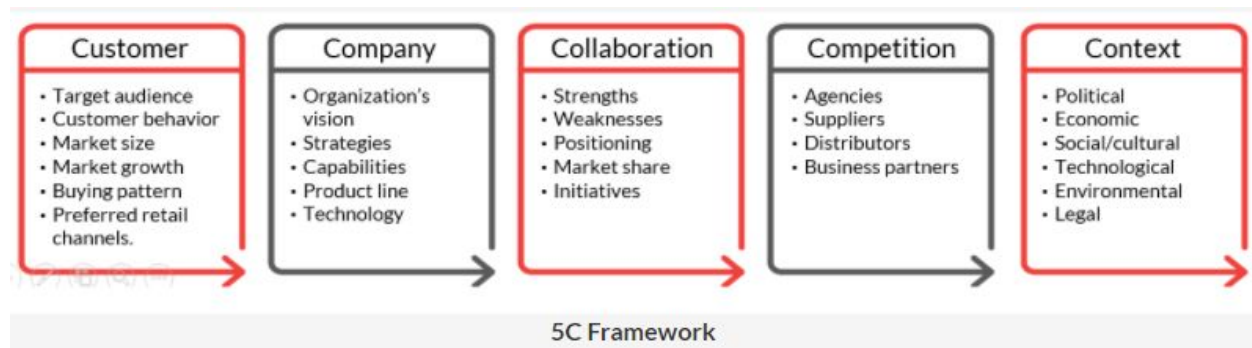 Customer
• Target audience
• Customer behavior
• Market size
• Market growth
• Buying pattern
• Preferred retail
channels.
Company
• Organization's
vision
• Strategies
• Capabilities
• Product line
• Technology
Collaboration
• Strengths
• Weaknesses
• Positioning
• Market share
• Initiatives
Competition
• Agencies
• Suppliers
• Distributors
• Business partners
Context
• Political
• Economic
• Social/cultural
• Technological
• Environmental
• Legal
5C Framework